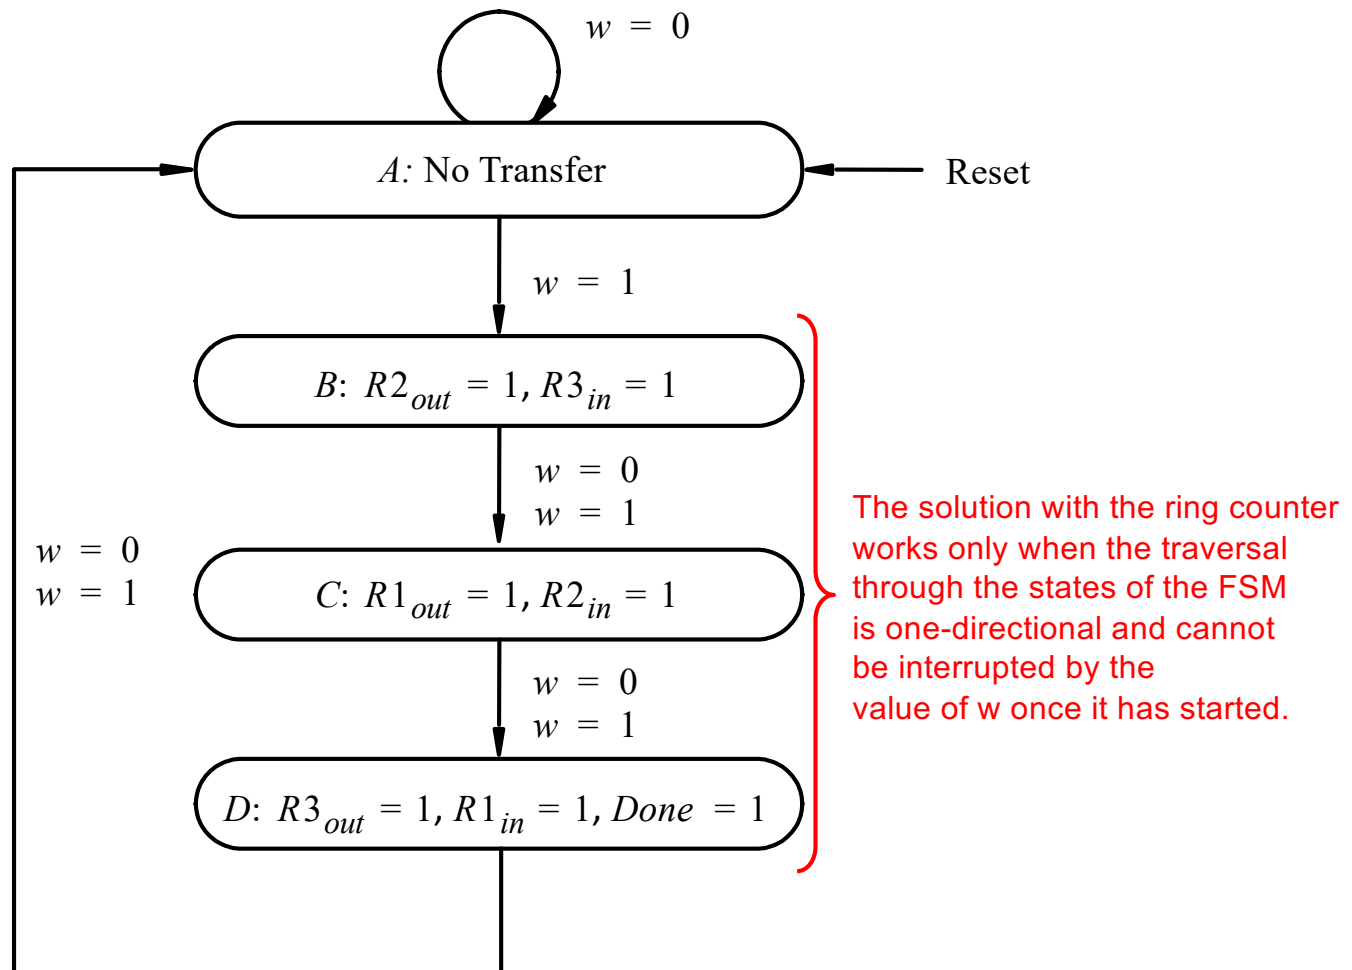 w = 0
A: No Transfer
Reset
w = 1
B: R2out = 1, R3in = 1
w = 0
w = 1
w = 0
w = 1
C: R1out = 1, R2in = 1
The solution with the ring counter
works only when the traversal
through the states of the FSM
is one-directional and cannot
be interrupted by the
value of w once it has started.
w = 0
w = 1
D: R3out = 1, R1in = 1, Done = 1